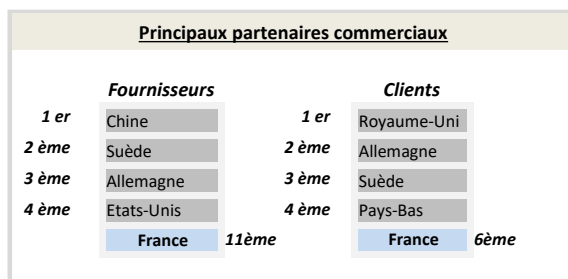 Principaux partenaires commerciaux
Fournisseurs Clients
1 er Chine 1 er Royaume-Uni
2 ème Suède 2 ème Allemagne
3 ème Allemagne 3 ème Suède
4 ème Etats-Unis 4 ème Pays-Bas
France 11ème France 6ème